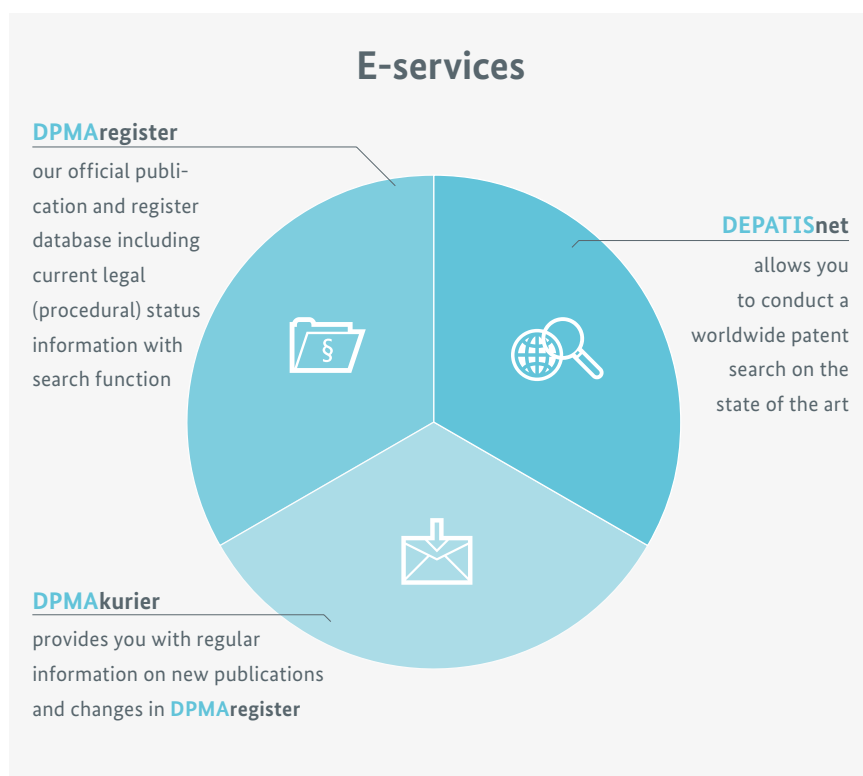 E-services
DPMAregister
our official publi-
cation and register
database including
current legal
(procedural) status
information with
search function
§
DEPATISnet
allows you
to conduct a
worldwide patent
search on the
state of the art
DPMAkurier
provides you with regular
information on new publications
and changes in DPMAregister